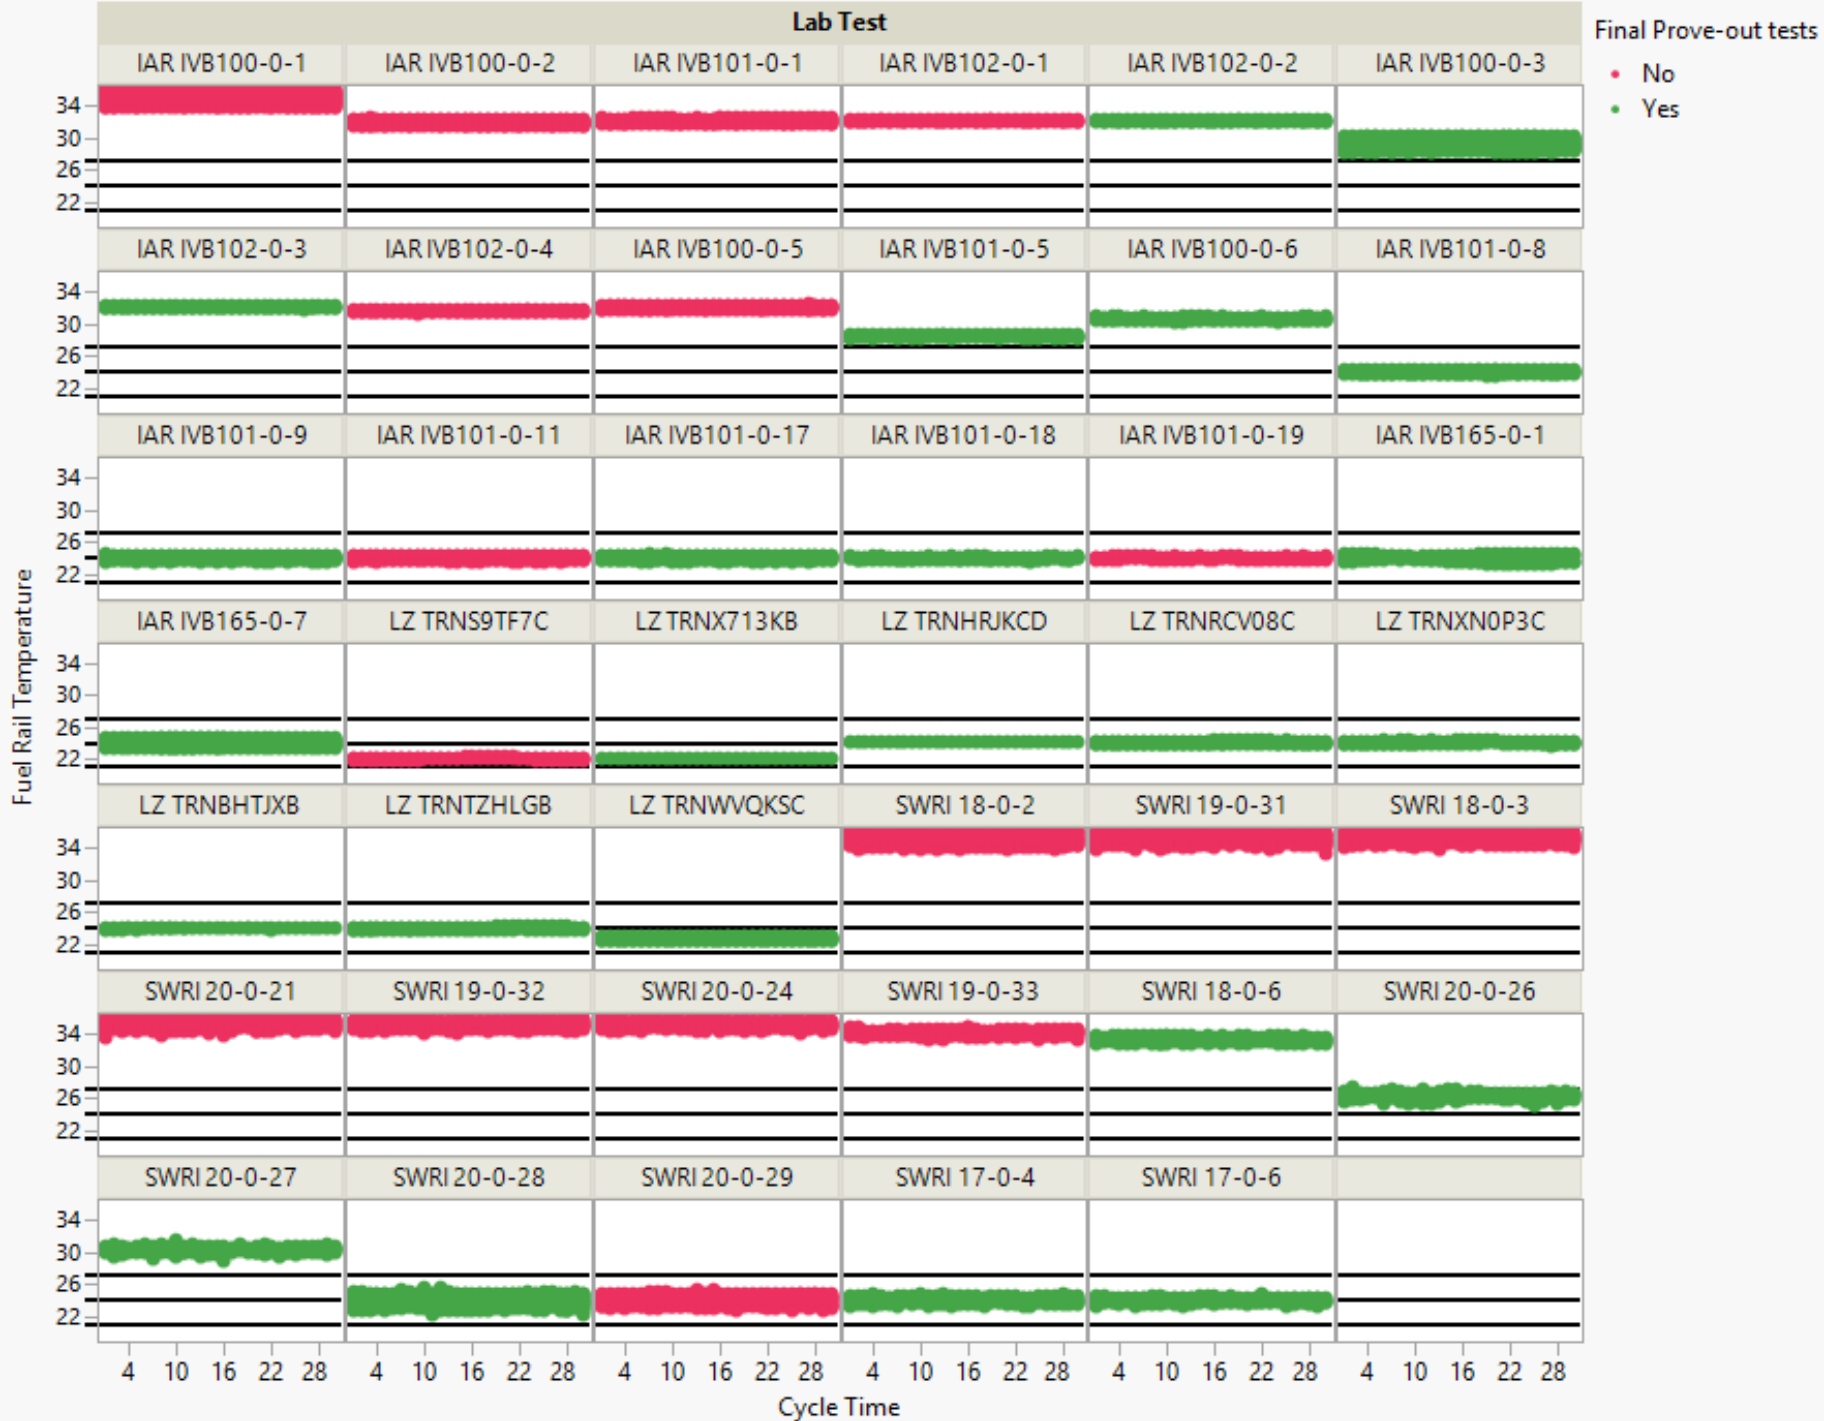 Lab Test
Final Prove-out tests
No
Yes
IAR IVB100-0-1 IAR IVB100-0-2 IAR IVB101-0-1 IAR IVB102-0-1 IAR IVB102-0-2 IAR IVB100-0-3
34
30
26
22
IAR IVB102-0-3 IAR IVB102-0-4 IAR IVB100-0-5 IAR IVB101-0-5 IAR IVB100-0-6 IAR IVB101-0-8
34
30
26
22
IAR IVB101-0-9 IAR IVB101-0-11 IAR IVB101-0-17 IAR IVB101-0-18 IAR IVB101-0-19 IAR IVB165-0-1
34
30
26
22
Fuel Rail Temperature
IAR IVB165-0-7 LZ TRNS9TF7C LZ TRNX713KB LZ TRNHRJKCD LZ TRNRCV08C LZ TRNXN0P3C
34
30
26
22
LZ TRNBHTJXB LZ TRNTZHLGB LZ TRNWVQKSC SWRI 18-0-2 SWRI 19-0-31 SWRI 18-0-3
34
30
26
22
SWRI 20-0-21 SWRI 19-0-32 SWRI 20-0-24 SWRI 19-0-33 SWRI 18-0-6 SWRI 20-0-26
34
30
26
22
SWRI 20-0-27 SWRI 20-0-28 SWRI 20-0-29 SWRI 17-0-4 SWRI 17-0-6
34
30
26
22
4 10 16 22 28 4 10 16 22 28 4 10 16 22 28 4 10 16 22 28 4 10 16 22 28 4 10 16 22 28
Cycle Time